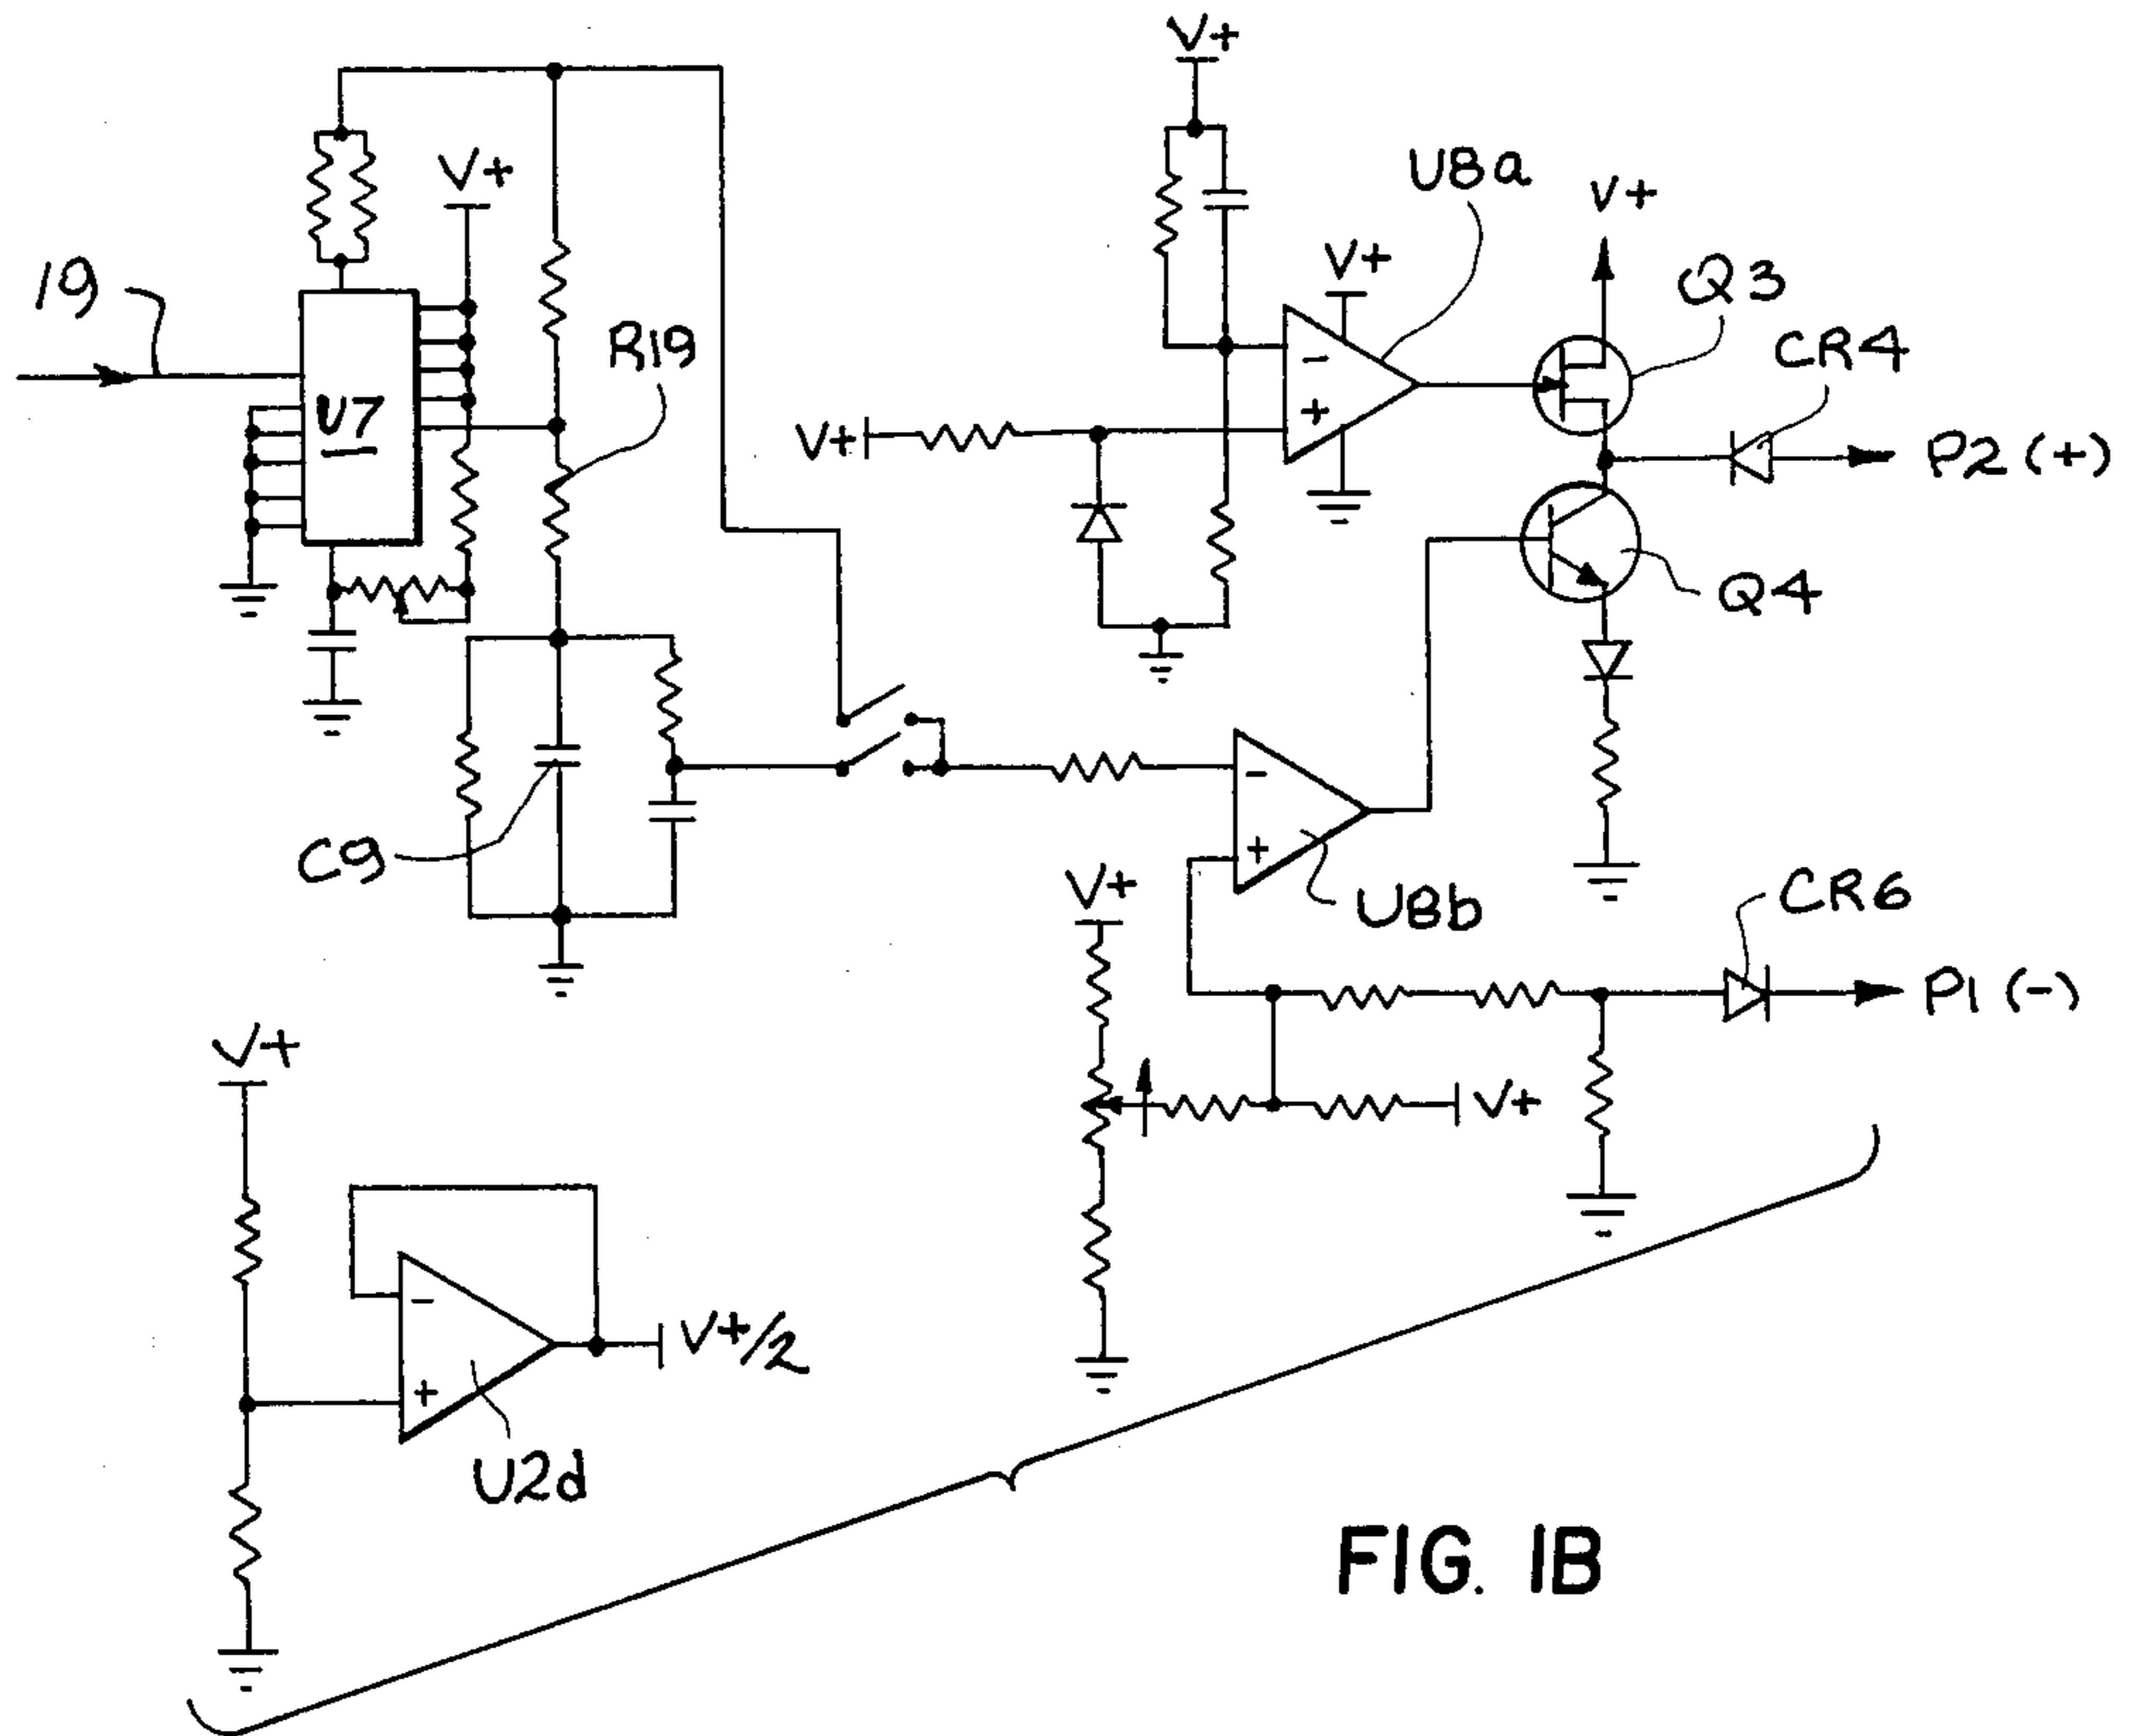 V+
U8a
V+
V+
V+
Q3
19
CR4
R19
U7
V+
P2 (+)
Q4
-
+
C9
-
+
V+
U8b
CR6
P1 (-)
V+
V+
-
+
V+/2
U2d
FIG. 1B